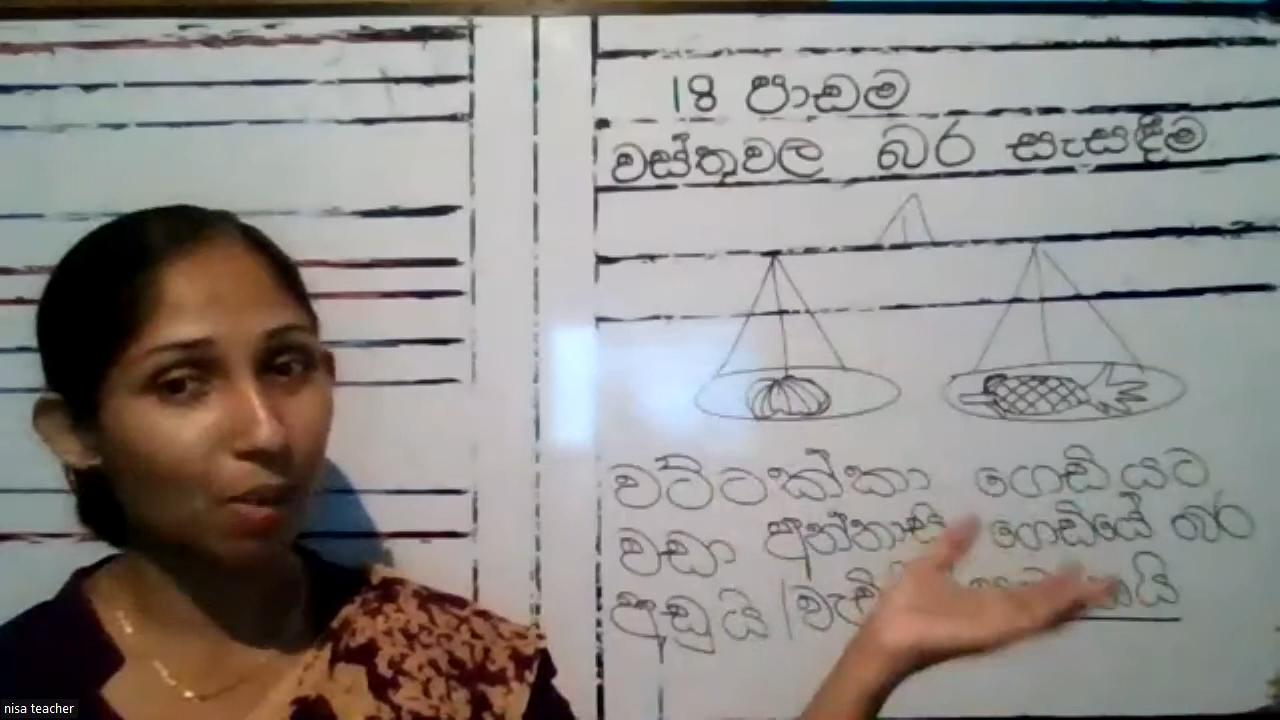 18 පාඩම
වස්තුවල බර සැසඳීම
වට්ටක්කා ගෙඩියට
වඩා අන්නාසි ගෙඩියේ බර
අඩුයි /
nisa teacher